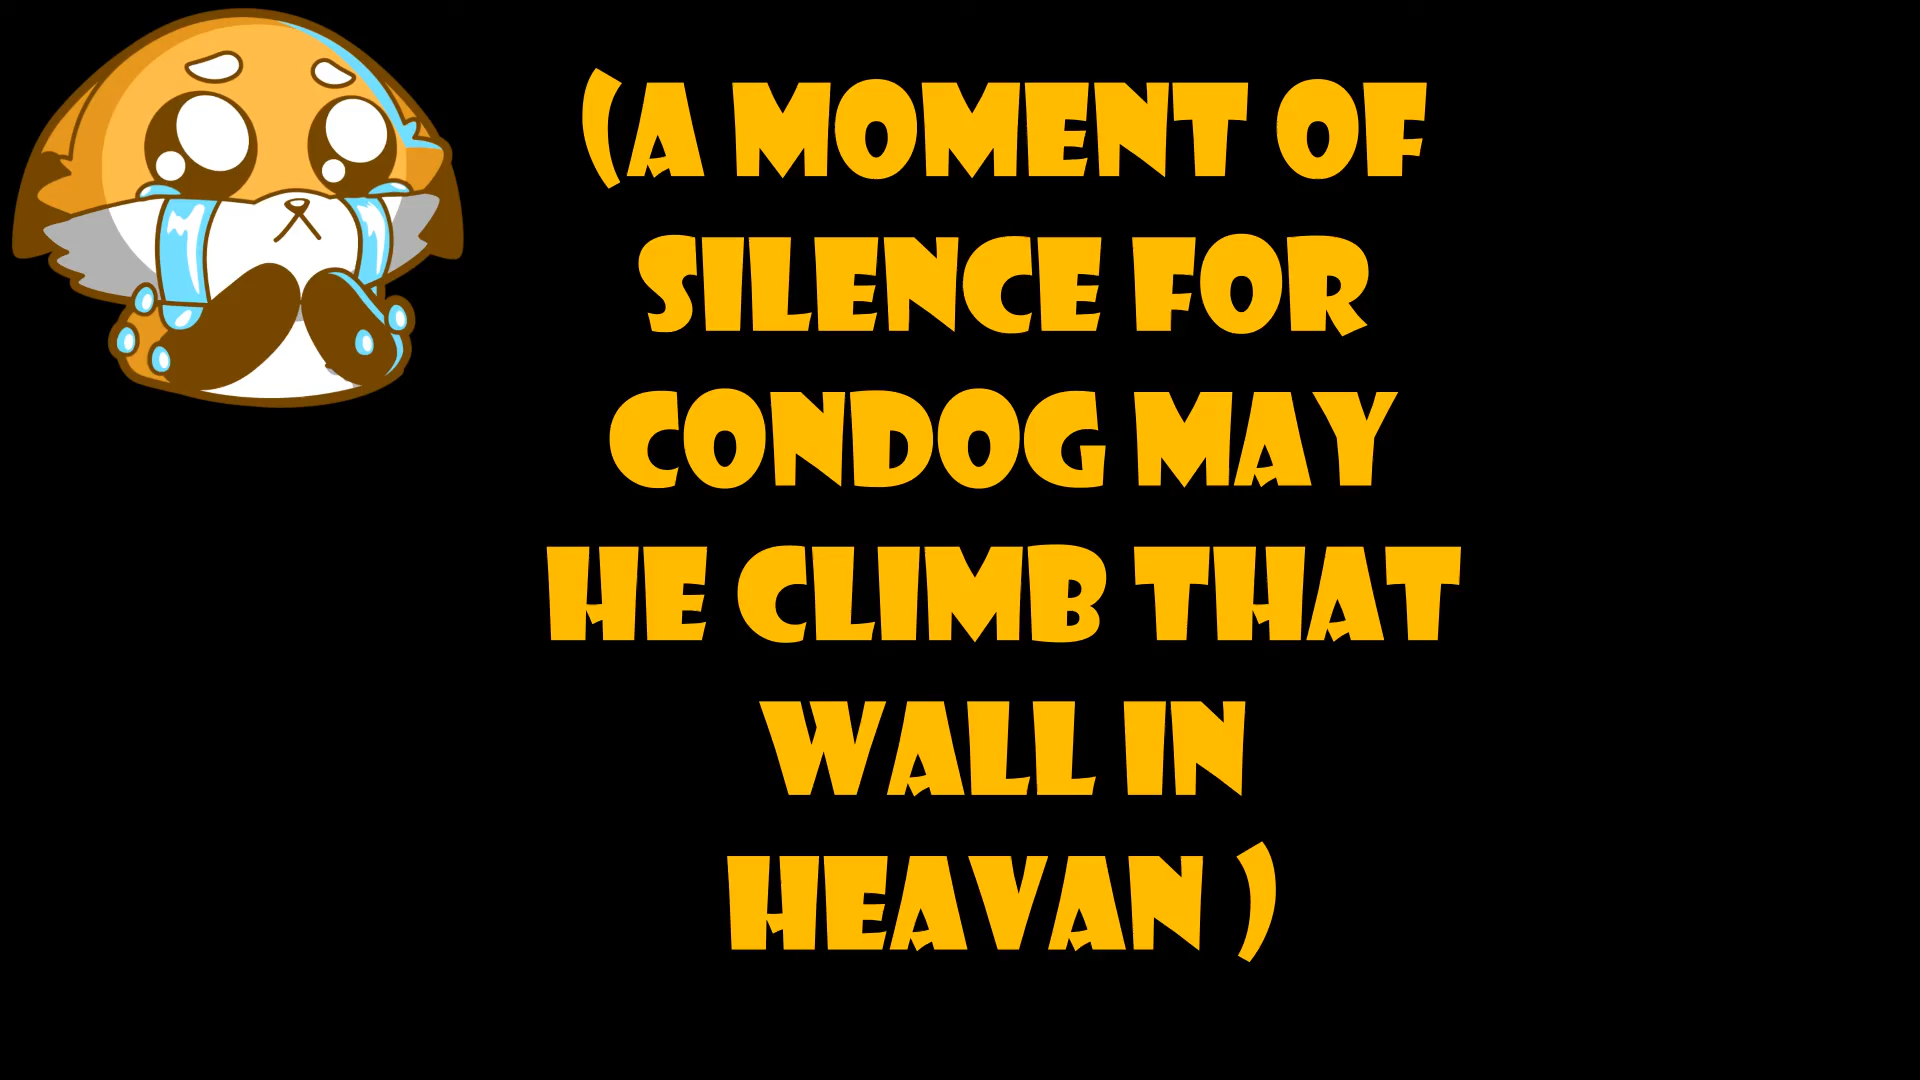 (A MOMENT OF
SILENCE FOR
CONDOG MAY
HE CLIMB THAT
WALL IN
HEAVAN )